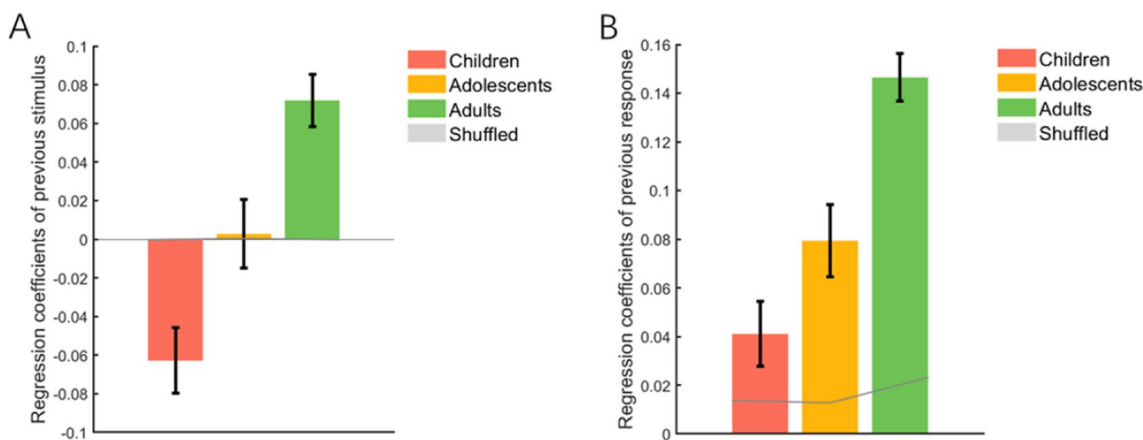 A
Regression coefficients of previous stimulus
0.1
0.08
0.06
0.04
0.02
0
-0.02
-0.04
-0.06
-0.08
-0.1
Children
Adolescents
Adults
Shuffled
B
Regression coefficients of previous response
0.16
0.14
0.12
0.1
0.08
0.06
0.04
0.02
0
Children
Adolescents
Adults
Shuffled